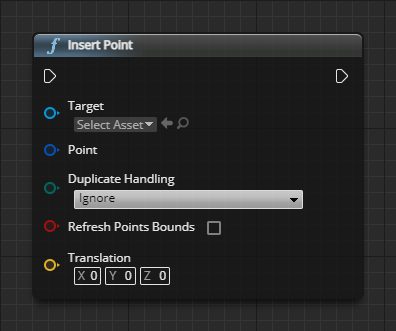 Insert Point
Target
Select Asset
Point
Duplicate Handling
Ignore
Refresh Points Bounds
Translation
X 0 Y 0 Z 0